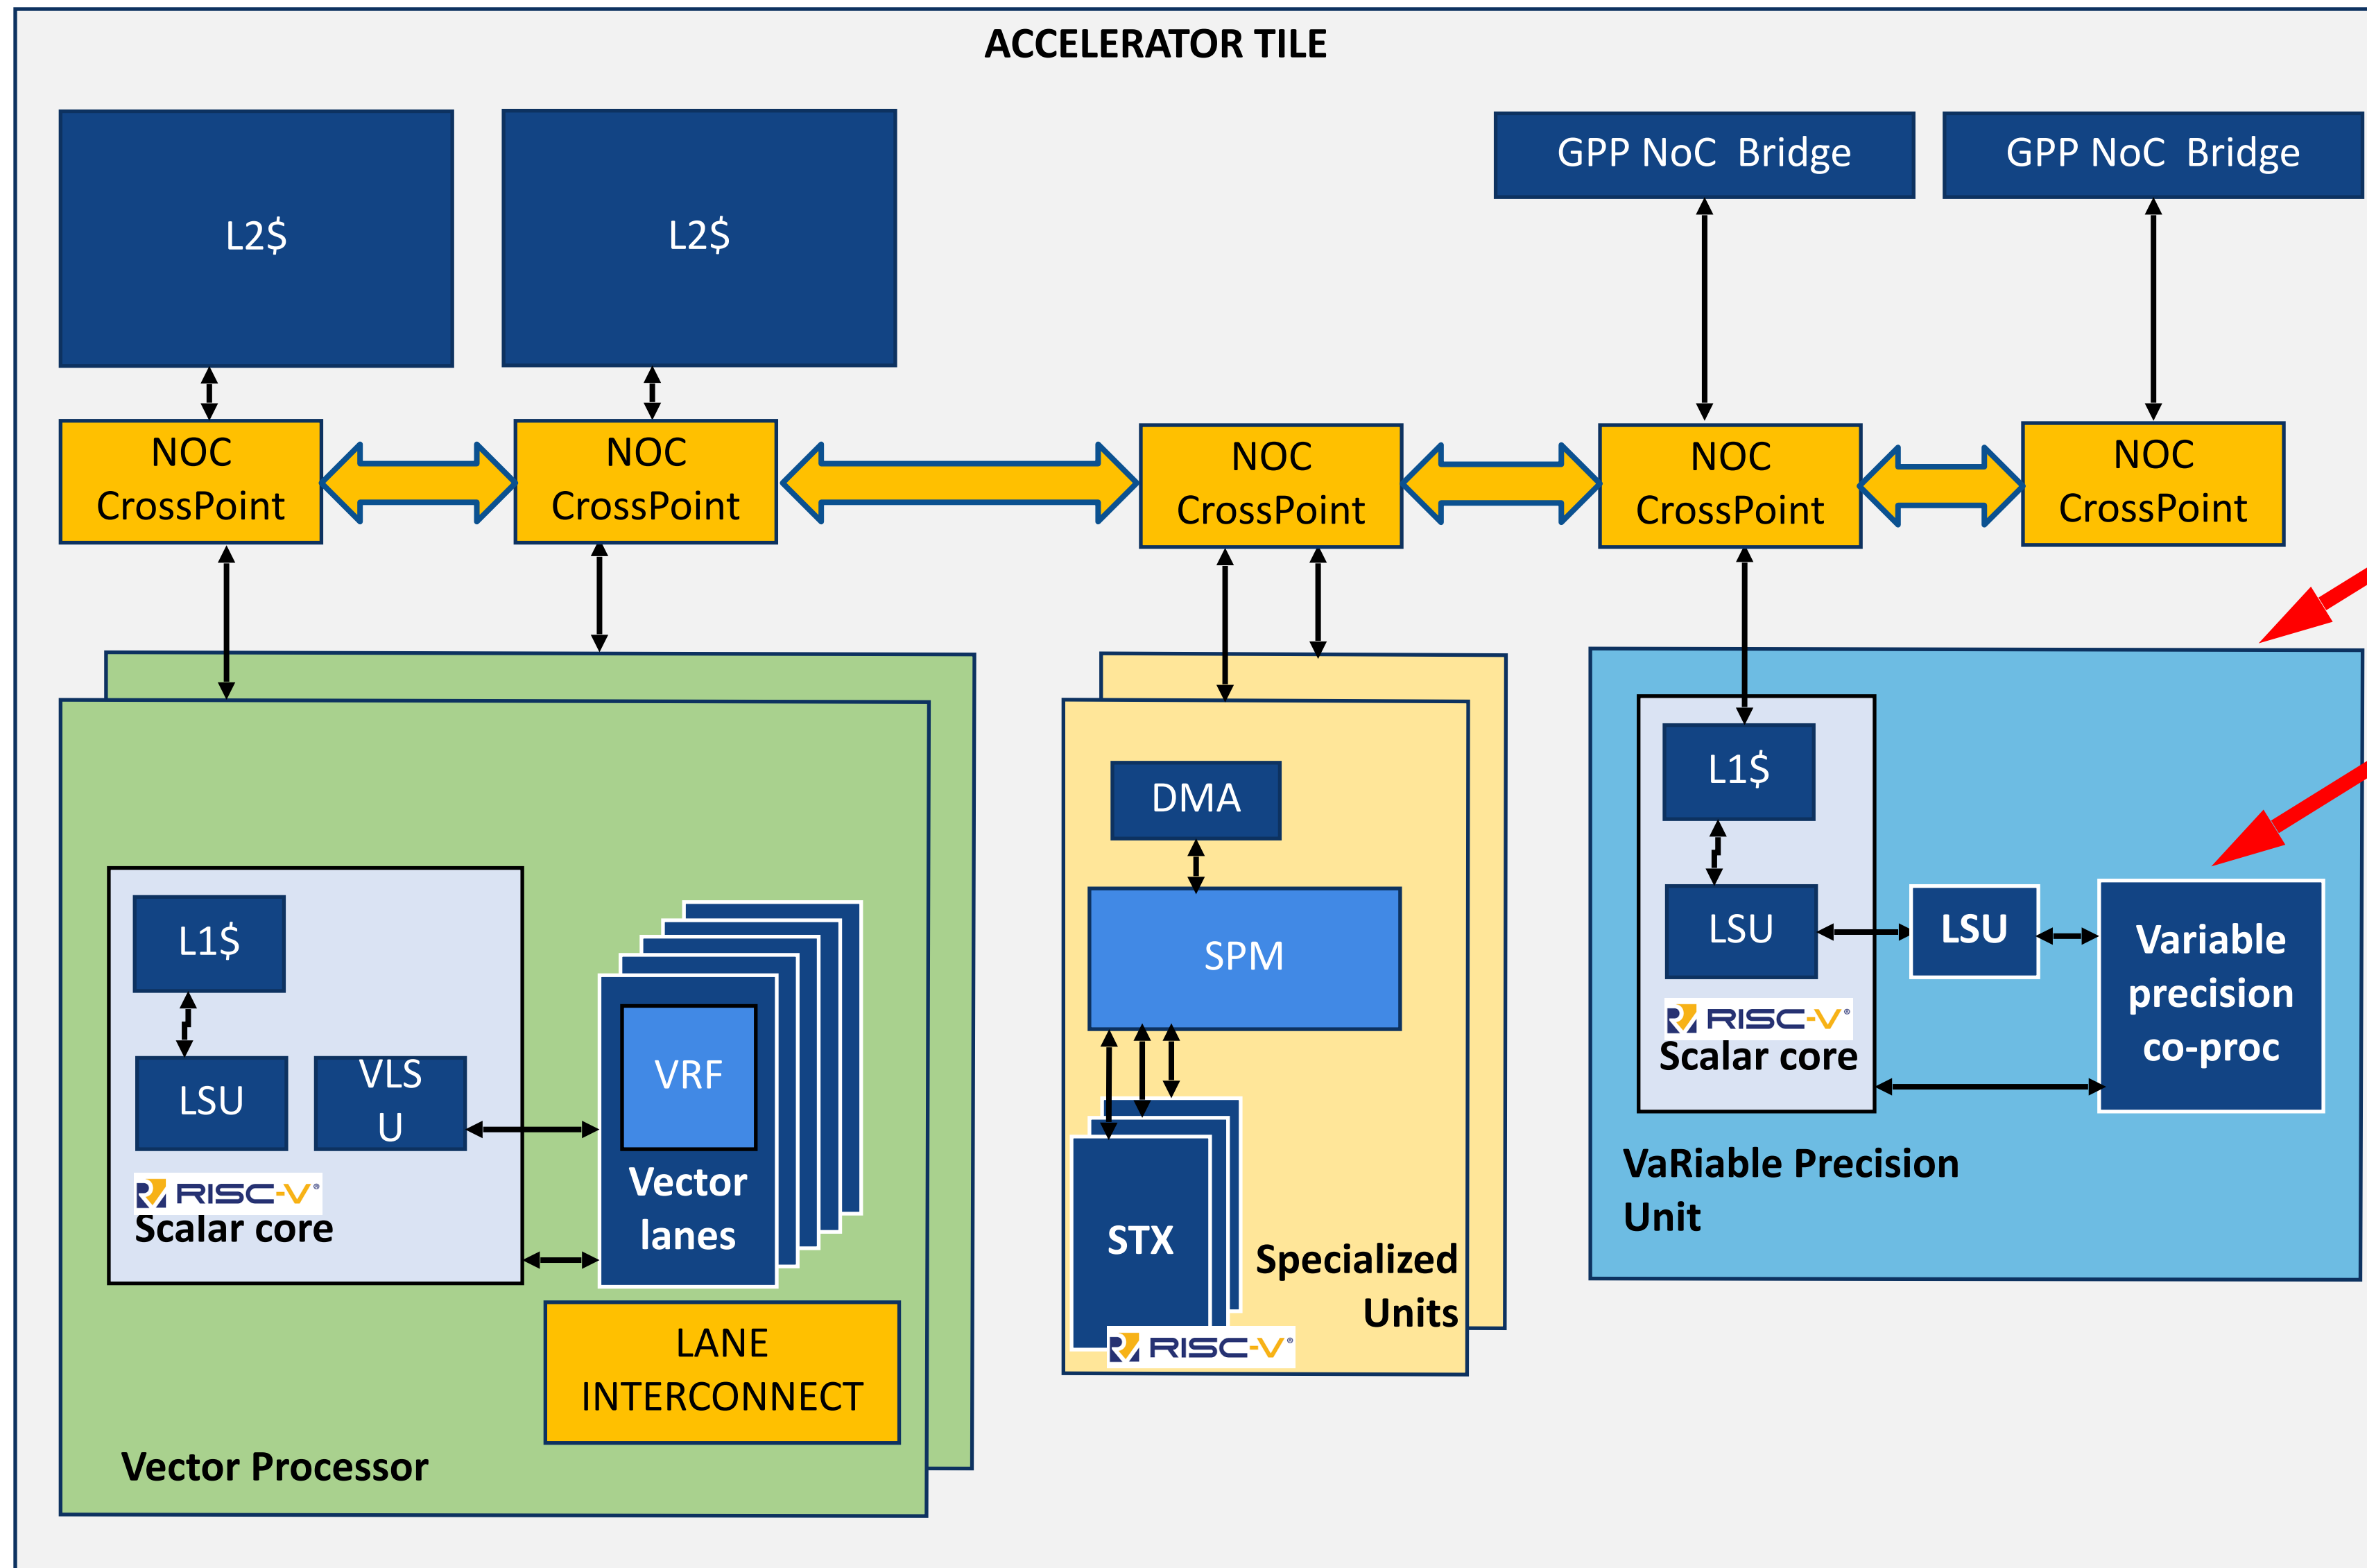 ACCELERATOR TILE
L2$
L2$
GPP NoC Bridge
GPP NoC Bridge
NOC
CrossPoint
NOC
CrossPoint
NOC
CrossPoint
NOC
CrossPoint
NOC
CrossPoint
L1$
LSU
VLS
U
RISC-V®
Scalar core
VRF
Vector
lanes
LANE
INTERCONNECT
Vector Processor
DMA
SPM
STX
RISC-V®
Specialized
Units
L1$
LSU
RISC-V®
Scalar core
LSU
Variable
precision
co-proc
VaRiable Precision
Unit